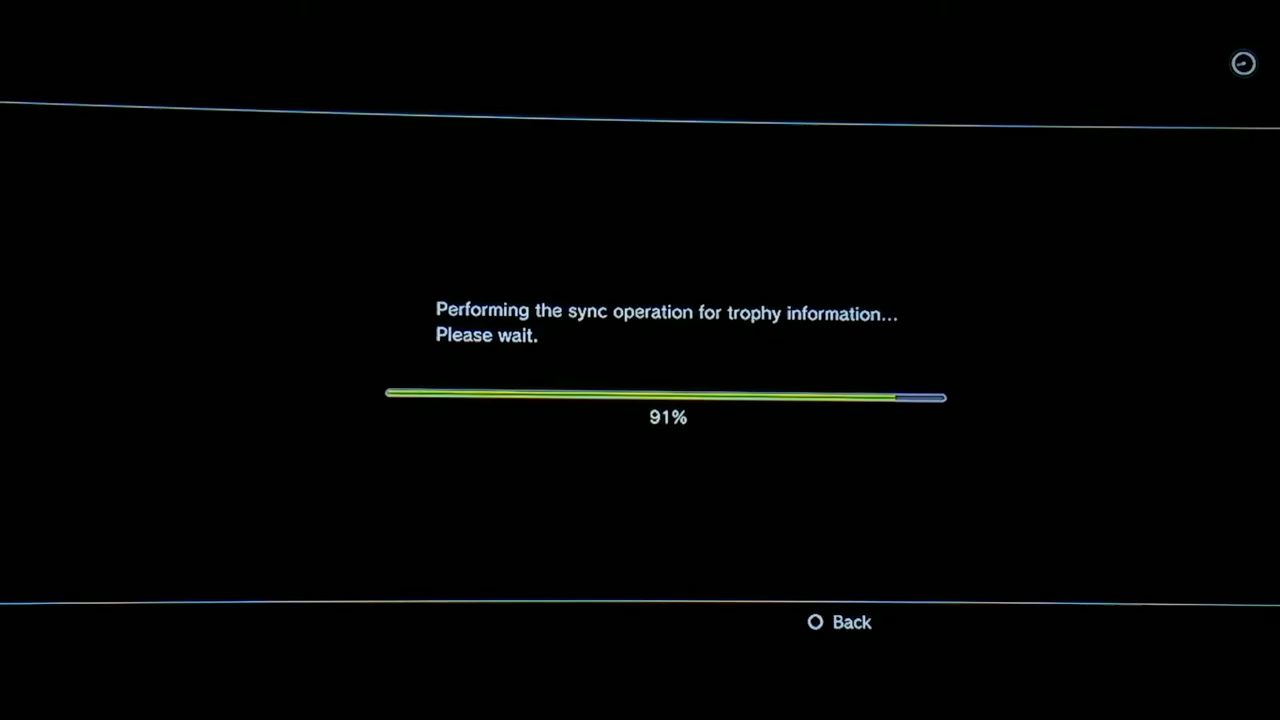 Performing the sync operation for trophy information...
Please wait.
91%
Back